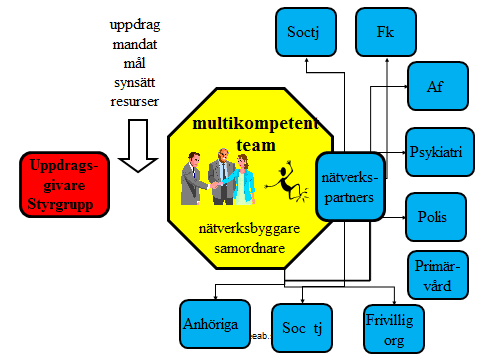 uppdrag
mandat
mål
synsätt
resurser
Soctj
Fk
Af
multikompetent
team
Psykiatri
Uppdrags-
givare
Styrgrupp
nätverks-
partners
Polis
nätverksbyggare
samordnare
Primär-
vård
Anhöriga
Soc tj
Frivillig
org